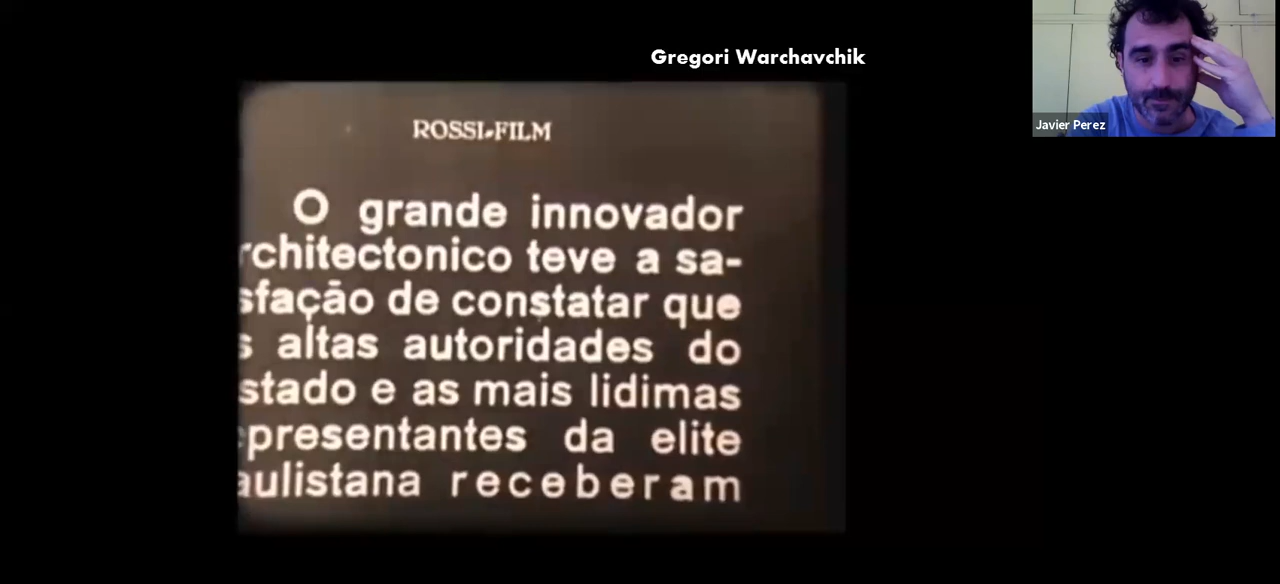 Gregori Warchavchik
Javier Perez
ROSSI-FILM
O grande innovador
rchitectonico teve a sa-
sfação de constatar que
s altas autoridades do
stado e as mais lidimas
presentantes da elite
aulistana receberam